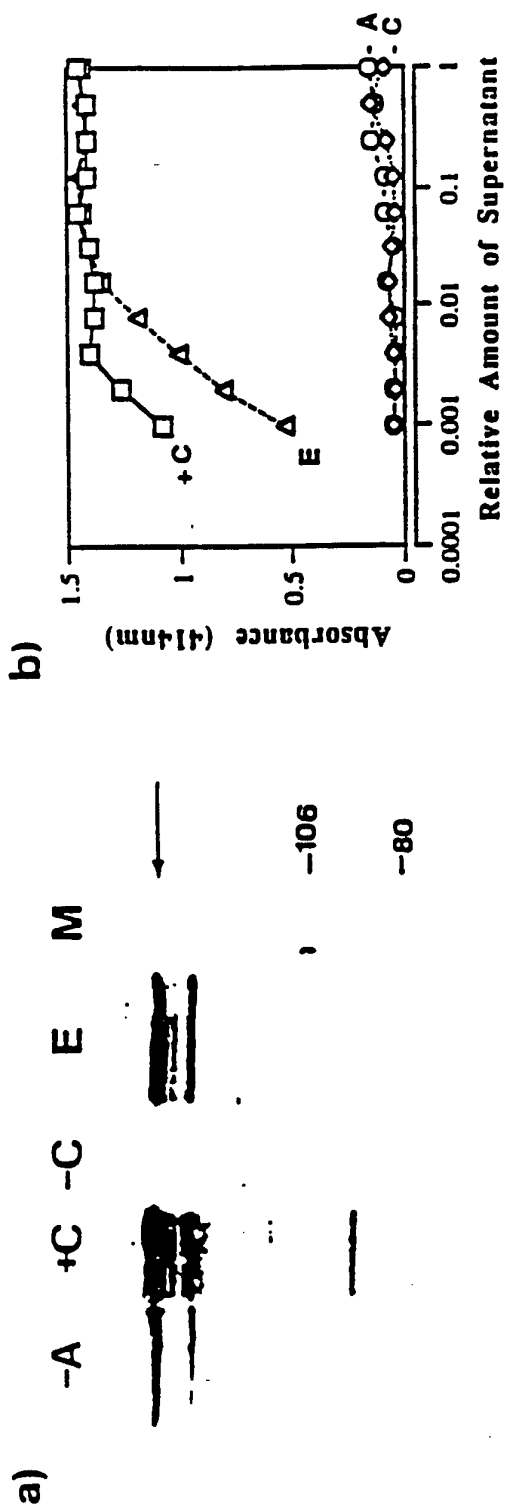 a)
-A +C -C E M
-106
-80
b)
Absorbance (414nm)
1.5
1
0.5
0
+C
E
- A
- C
0.0001 0.001 0.01 0.1 1
Relative Amount of Supernatant